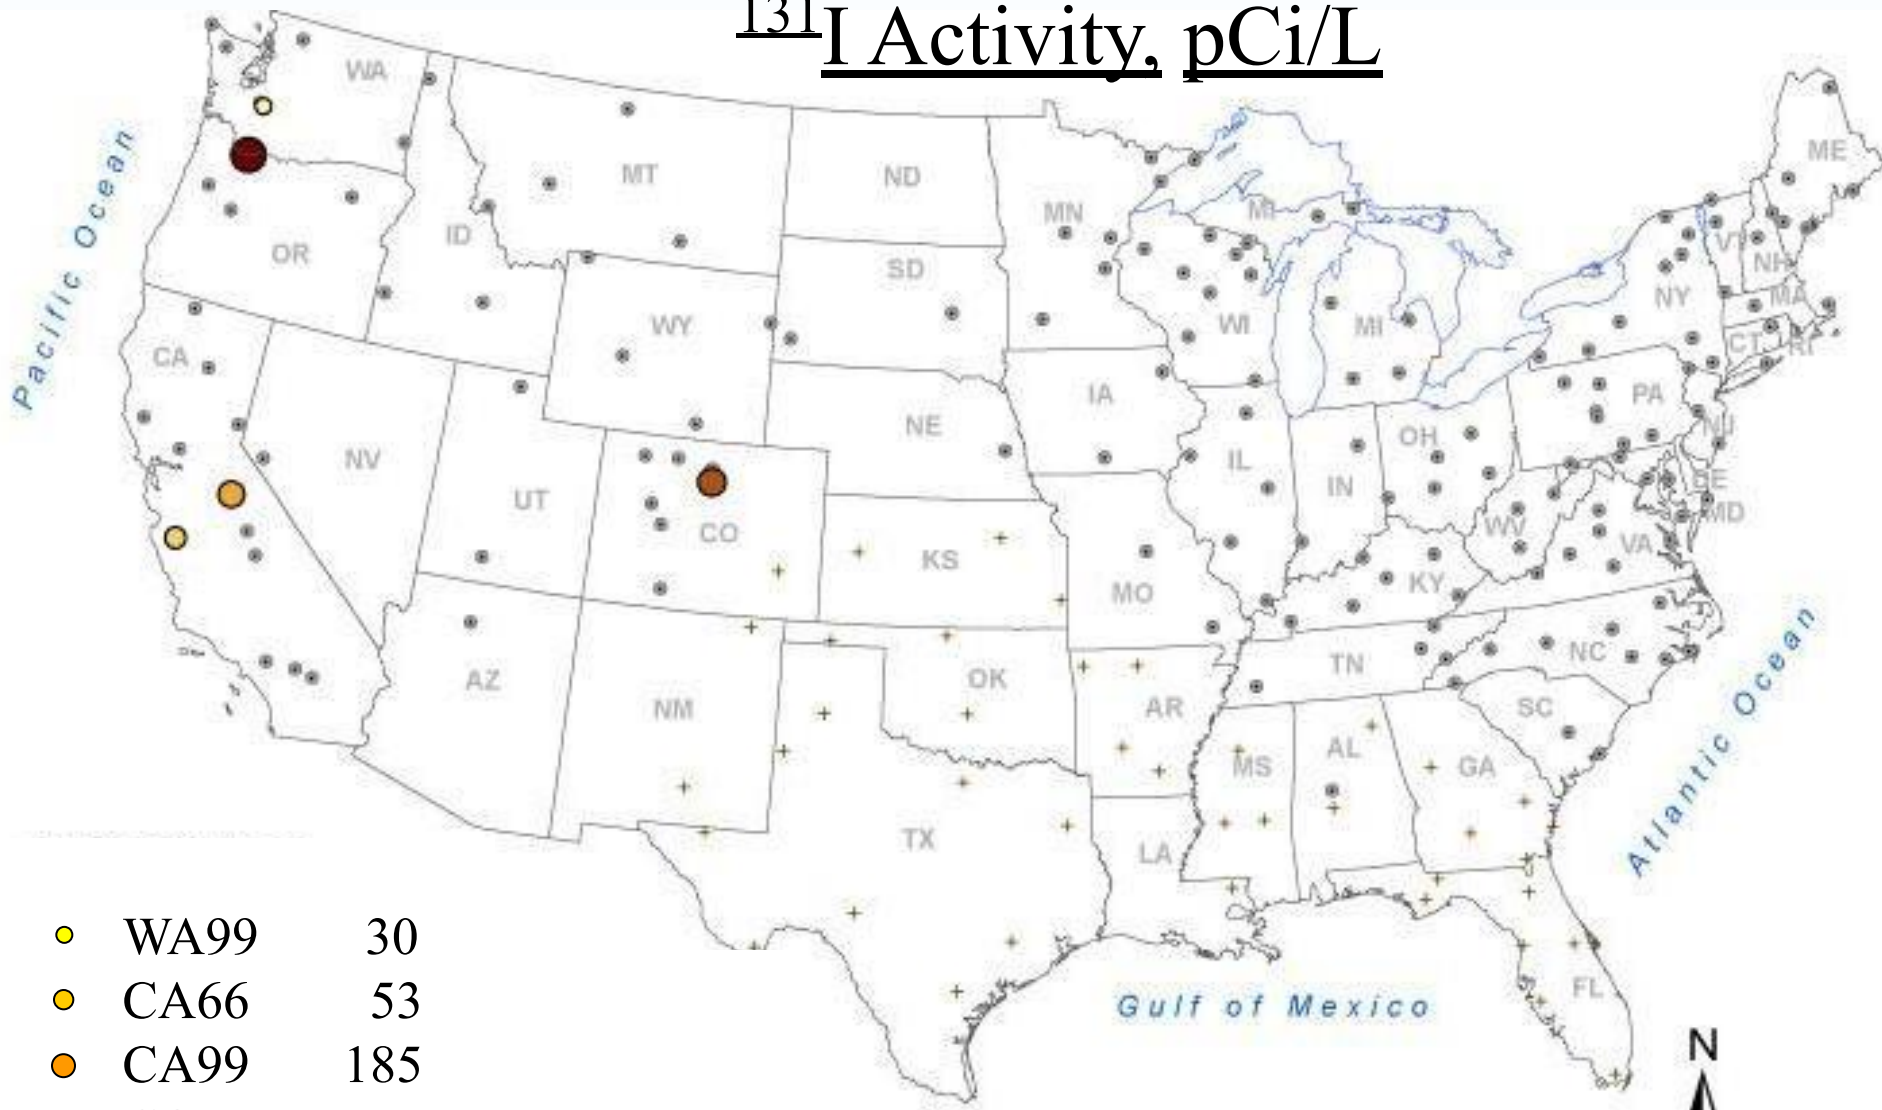 131I Activity, pCi/L
WA
ME
MT
ND
MN
MI
OR
ID
SD
VT
NH
NY
MA
WY
WI
MI
CT
RI
CA
IA
PA
NE
OH
NJ
NV
UT
CO
IL
IN
DE
MD
WV
VA
KS
MO
KY
AZ
NM
OK
AR
TN
NC
SC
MS
AL
GA
TX
LA
FL
Pacific Ocean
Atlantic Ocean
Gulf of Mexico
N
WA99 30
CA66 53
CA99 185